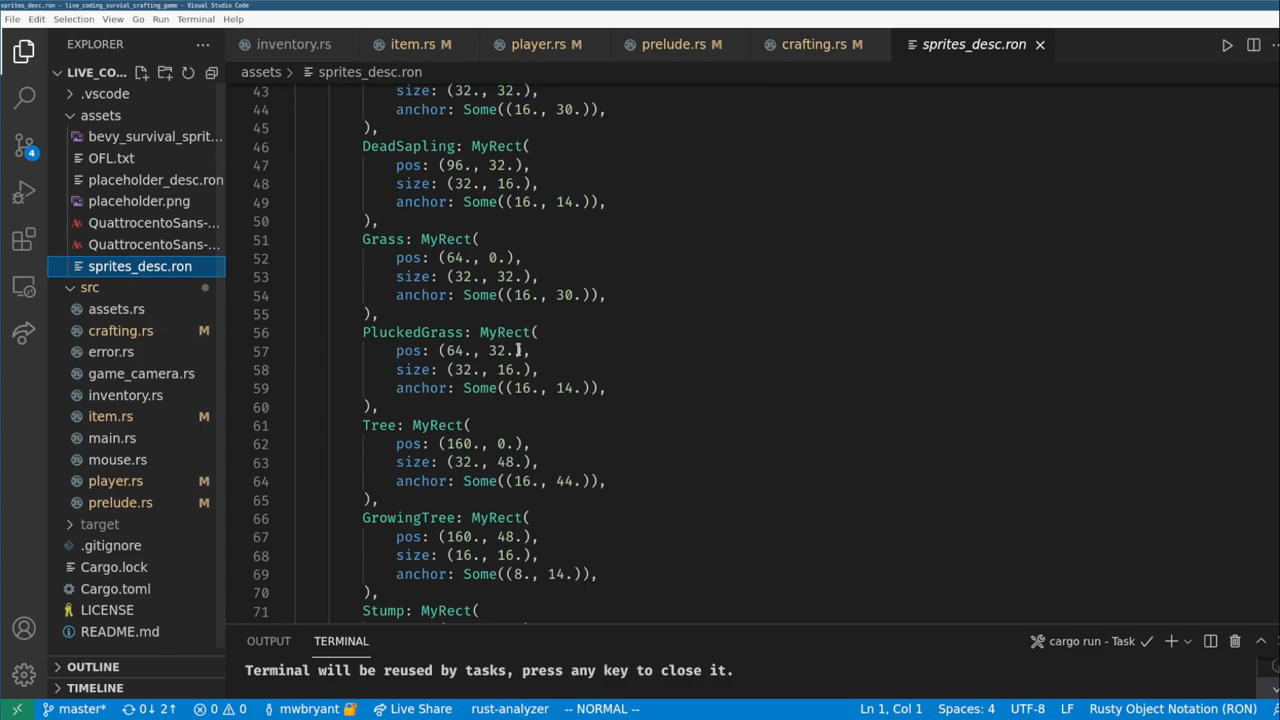 sprites_desc.ron - live_coding_survial_crafting_game - Visual Studio Code
File Edit Selection View Go Run Terminal Help
EXPLORER
inventory.rs
item.rs M
player.rs M
prelude.rs M
crafting.rs M
sprites_desc.ron
LIVE_CO...
assets > sprites_desc.ron
.vscode
assets
bevy_survival_sprit...
OFL.txt
placeholder_desc.ron
placeholder.png
QuattrocentoSans-...
QuattrocentoSans-...
sprites_desc.ron
src
assets.rs
crafting.rs M
error.rs
game_camera.rs
inventory.rs
item.rs M
main.rs
mouse.rs
player.rs M
prelude.rs M
target
.gitignore
Cargo.lock
Cargo.toml
LICENSE
README.md
OUTLINE
TIMELINE
43 size: (32., 32.),
44 anchor: Some((16., 30.)),
45 ),
46 DeadSapling: MyRect(
47 pos: (96., 32.),
48 size: (32., 16.),
49 anchor: Some((16., 14.)),
50 ),
51 Grass: MyRect(
52 pos: (64., 0.),
53 size: (32., 32.),
54 anchor: Some((16., 30.)),
55 ),
56 PluckedGrass: MyRect(
57 pos: (64., 32.),
58 size: (32., 16.),
59 anchor: Some((16., 14.)),
60 ),
61 Tree: MyRect(
62 pos: (160., 0.),
63 size: (32., 48.),
64 anchor: Some((16., 44.)),
65 ),
66 GrowingTree: MyRect(
67 pos: (160., 48.),
68 size: (16., 16.),
69 anchor: Some((8., 14.)),
70 ),
71 Stump: MyRect(
OUTPUT TERMINAL
cargo run - Task
Terminal will be reused by tasks, press any key to close it.
4
master* 0↓ 2↑ 0 0 mwbryant Live Share rust-analyzer -- NORMAL -- Ln 1, Col 1 Spaces: 4 UTF-8 LF Rusty Object Notation (RON)